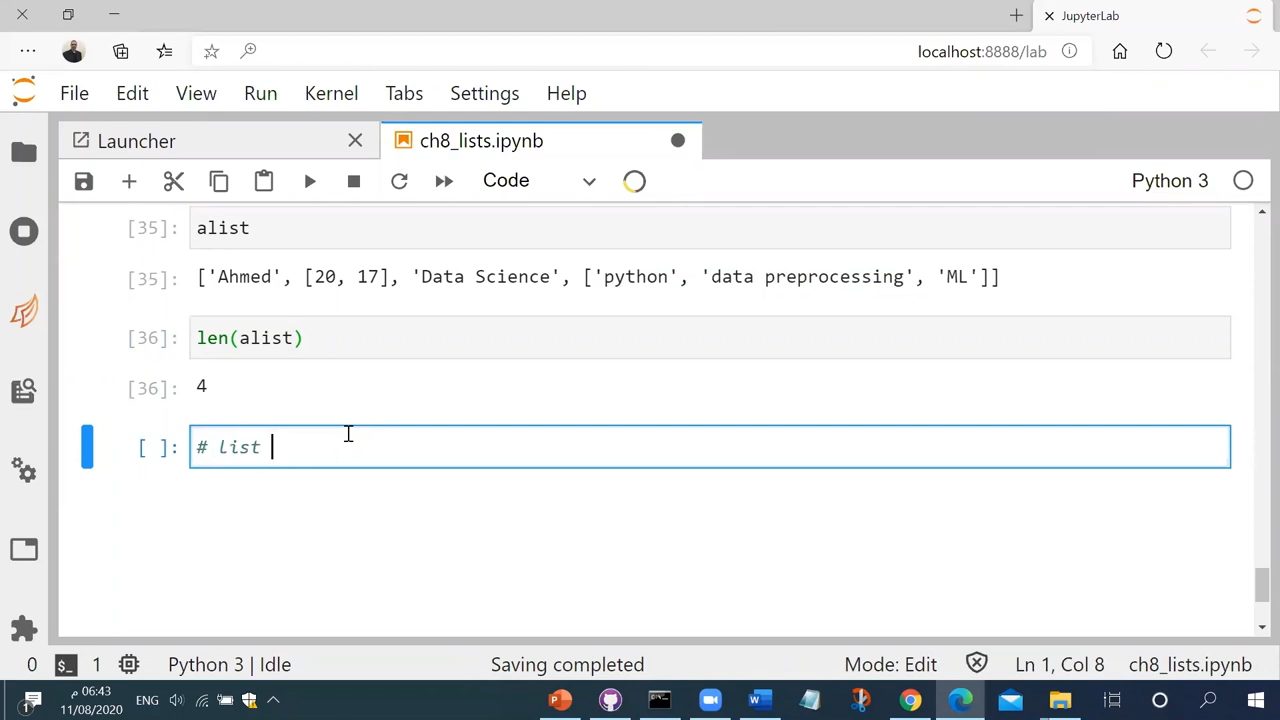 JupyterLab
localhost:8888/lab
File Edit View Run Kernel Tabs Settings Help
Launcher
ch8_lists.ipynb
Code
Python 3
[35]: alist
[35]: ['Ahmed', [20, 17], 'Data Science', ['python', 'data preprocessing', 'ML']]
[36]: len(alist)
[36]: 4
[ ]: # list
0 $_ 1 Python 3 | Idle Saving completed Mode: Edit Ln 1, Col 8 ch8_lists.ipynb
1 06:43 م ENG
11/08/2020